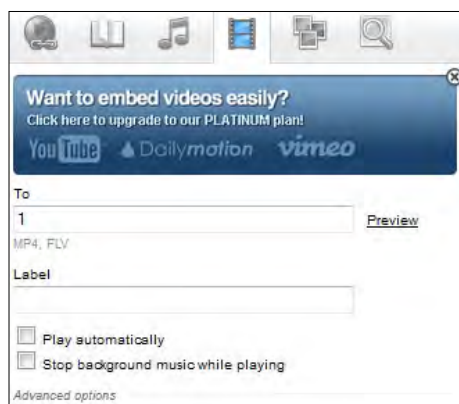 Want to embed videos easily?
Click here to upgrade to our PLATINUM plan!
YouTube Dailymotion vimeo
To
1
Preview
MP4, FLV
Label
Play automatically
Stop background music while playing
Advanced options